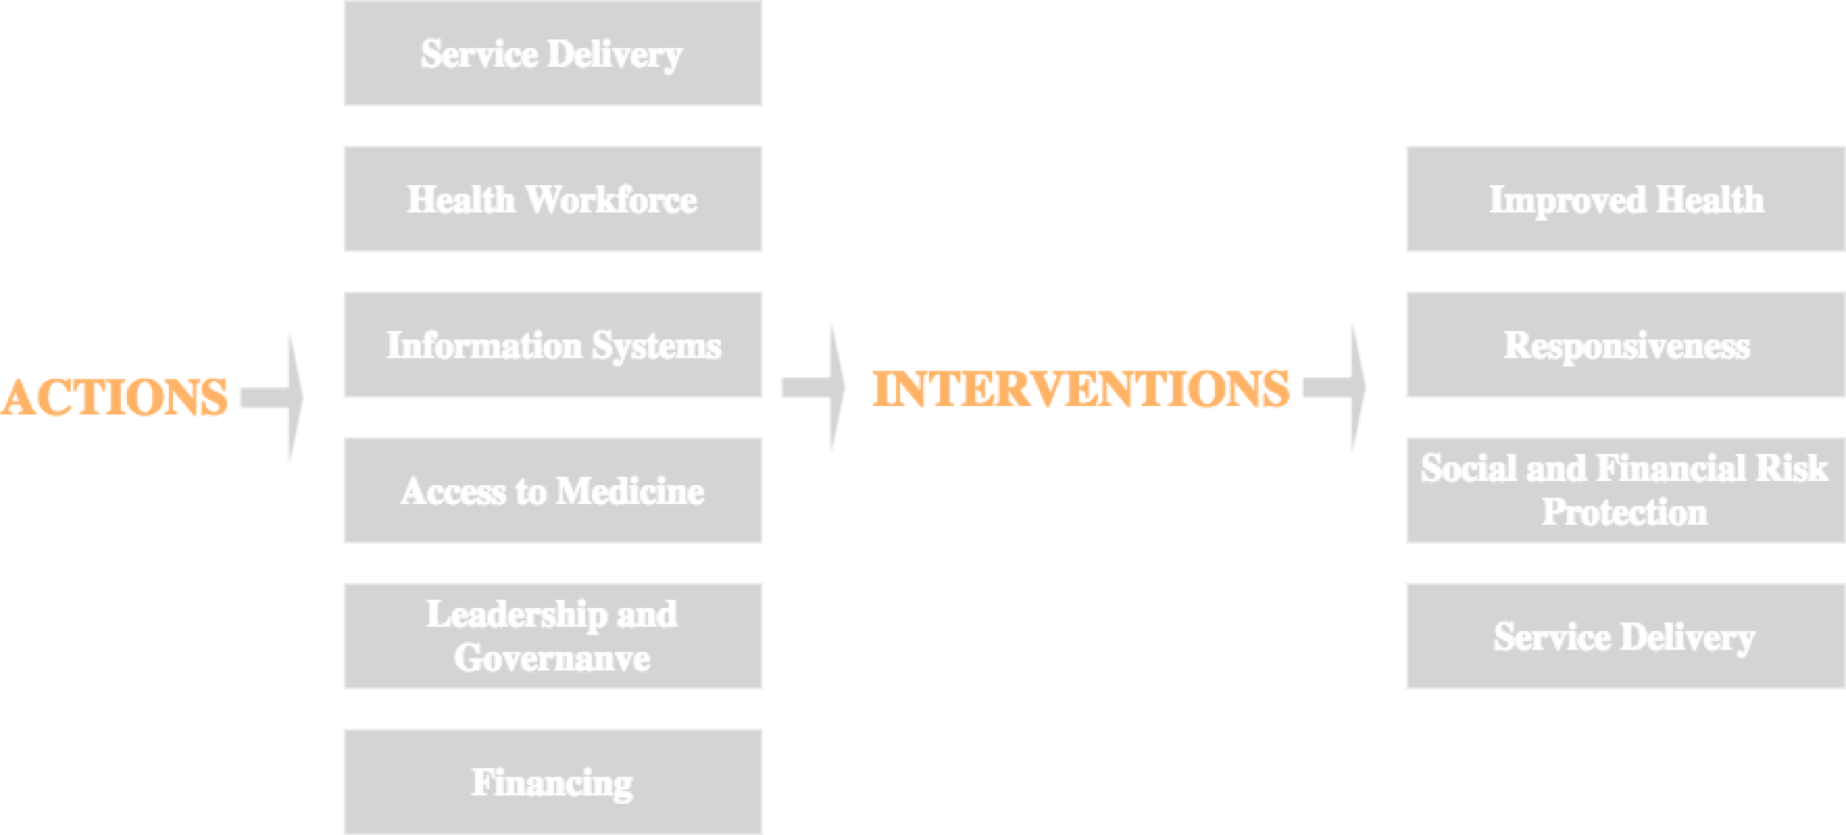 ACTIONS
Service Delivery
Health Workforce
Information Systems
Access to Medicine
Leadership and
Governanve
Financing
INTERVENTIONS
Improved Health
Responsiveness
Social and Financial Risk
Protection
Service Delivery